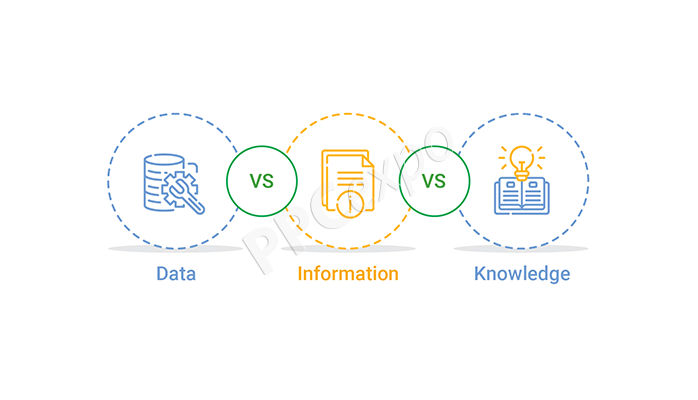 VS
VS
Data
Information
Knowledge